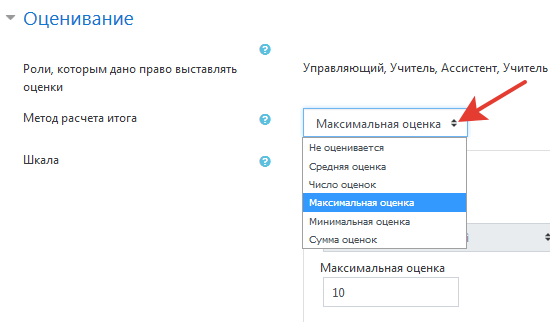 Оценивание
Роли, которым дано право выставлять
оценки
Управляющий, Учитель, Ассистент, Учитель
Метод расчета итога
Максимальная оценка
Не оценивается
Средняя оценка
Число оценок
Максимальная оценка
Минимальная оценка
Сумма оценок
Шкала
Максимальная оценка
10